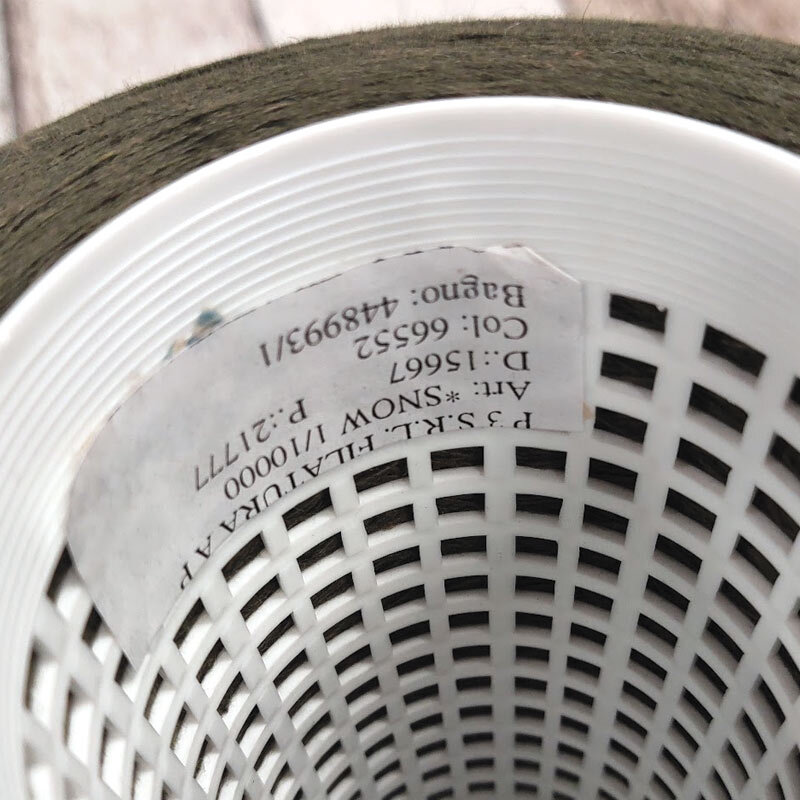 P 3 S.R.L. FILATURA A P
Art: *SNOW 1/10000
D.:15667 P.:21777
Col: 66552
Bagno: 448993/1